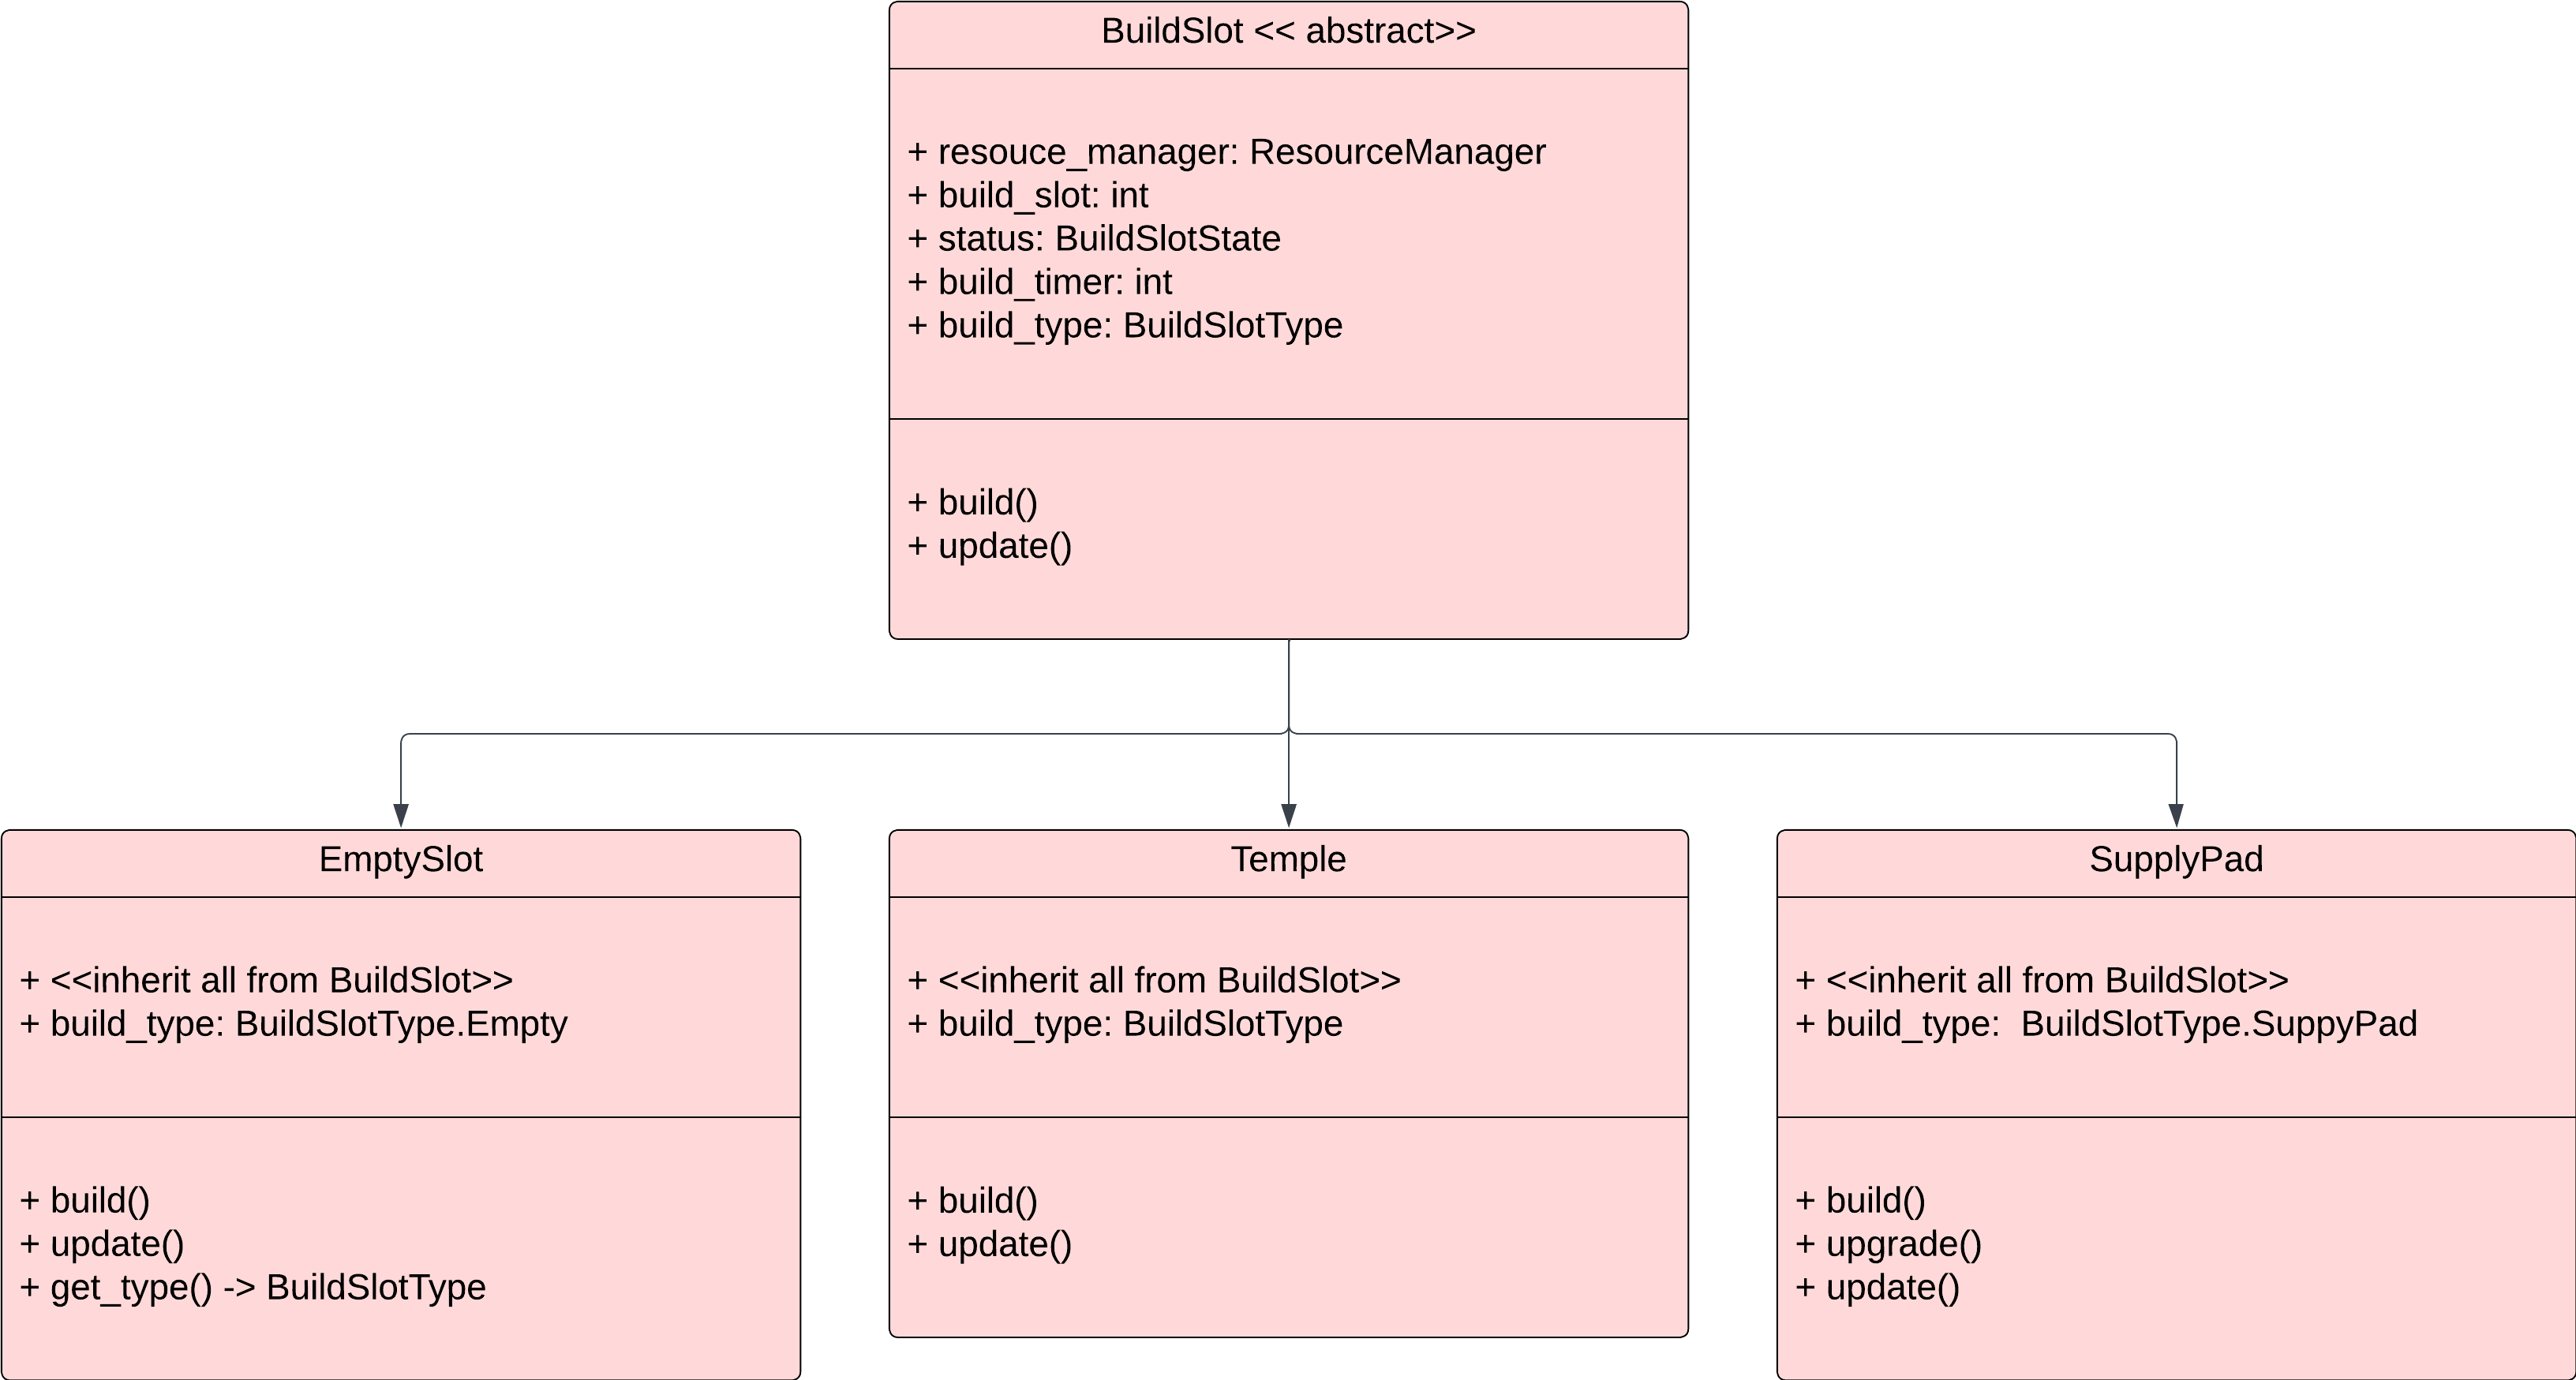 BuildSlot << abstract>>
+ resouce_manager: ResourceManager
+ build_slot: int
+ status: BuildSlotState
+ build_timer: int
+ build_type: BuildSlotType
+ build()
+ update()
EmptySlot
+ <<inherit all from BuildSlot>>
+ build_type: BuildSlotType.Empty
+ build()
+ update()
+ get_type() -> BuildSlotType
Temple
+ <<inherit all from BuildSlot>>
+ build_type: BuildSlotType
+ build()
+ update()
SupplyPad
+ <<inherit all from BuildSlot>>
+ build_type:  BuildSlotType.SuppyPad
+ build()
+ upgrade()
+ update()